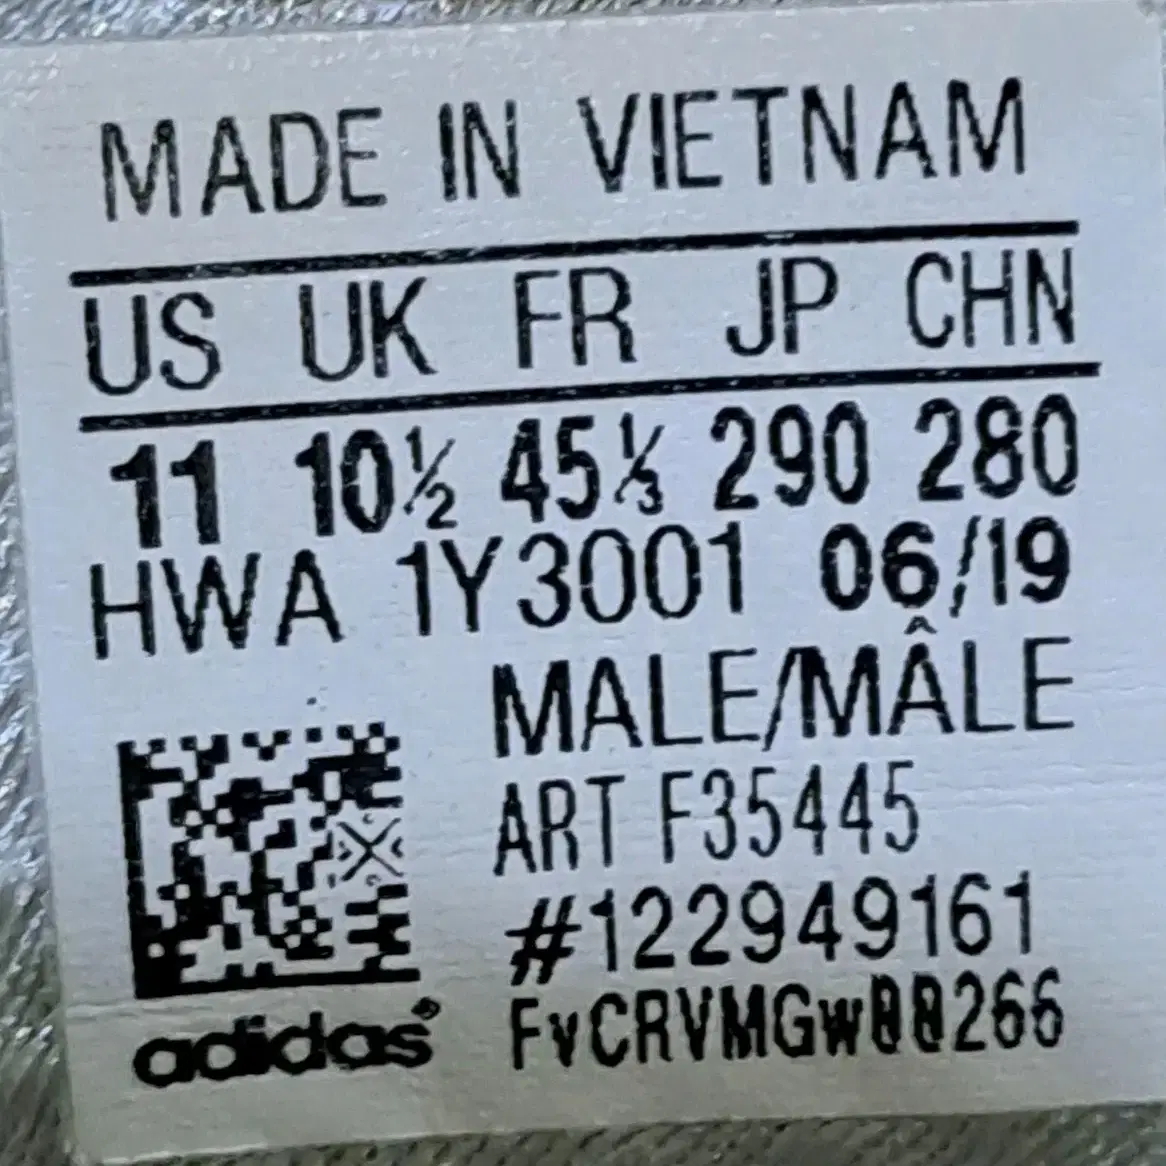 MADE IN VIETNAM
US UK FR JP CHN
11 10½ 45⅓ 290 280
HWA 1Y3001 06/19
MALE/MÂLE
ART F35445
#122949161
adidas®